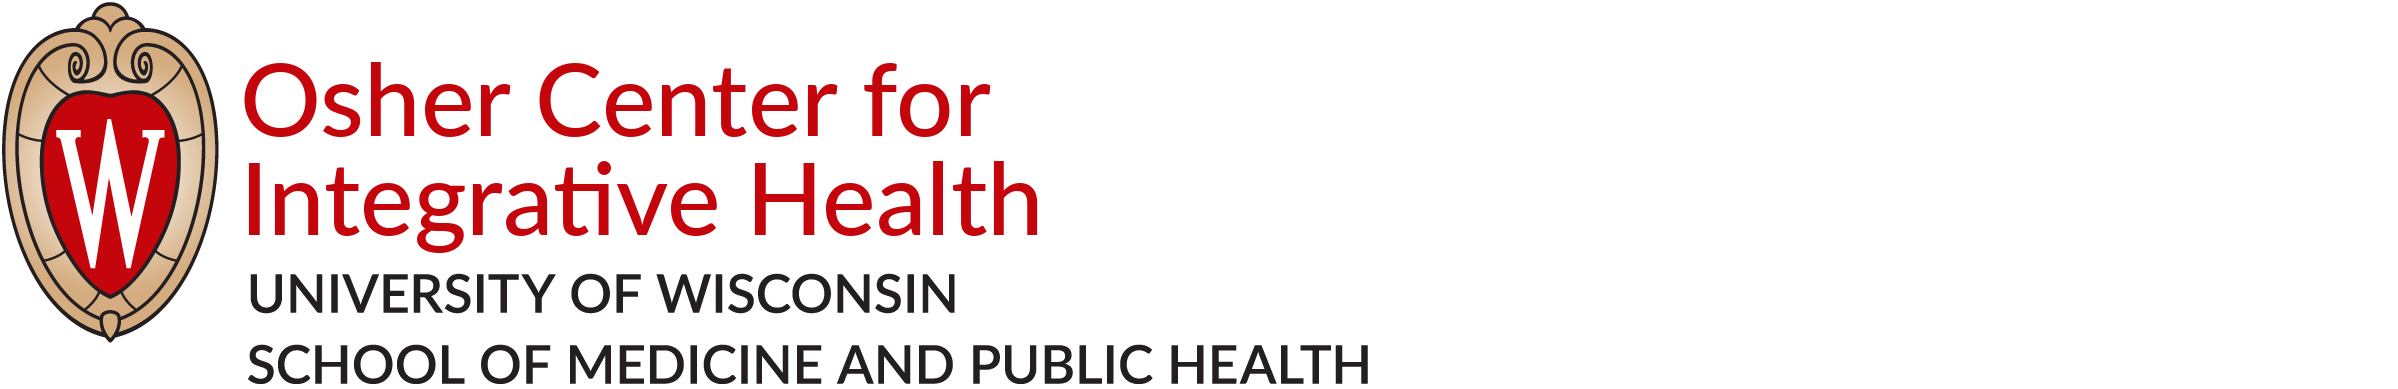 W
Osher Center for
Integrative Health
UNIVERSITY OF WISCONSIN
SCHOOL OF MEDICINE AND PUBLIC HEALTH